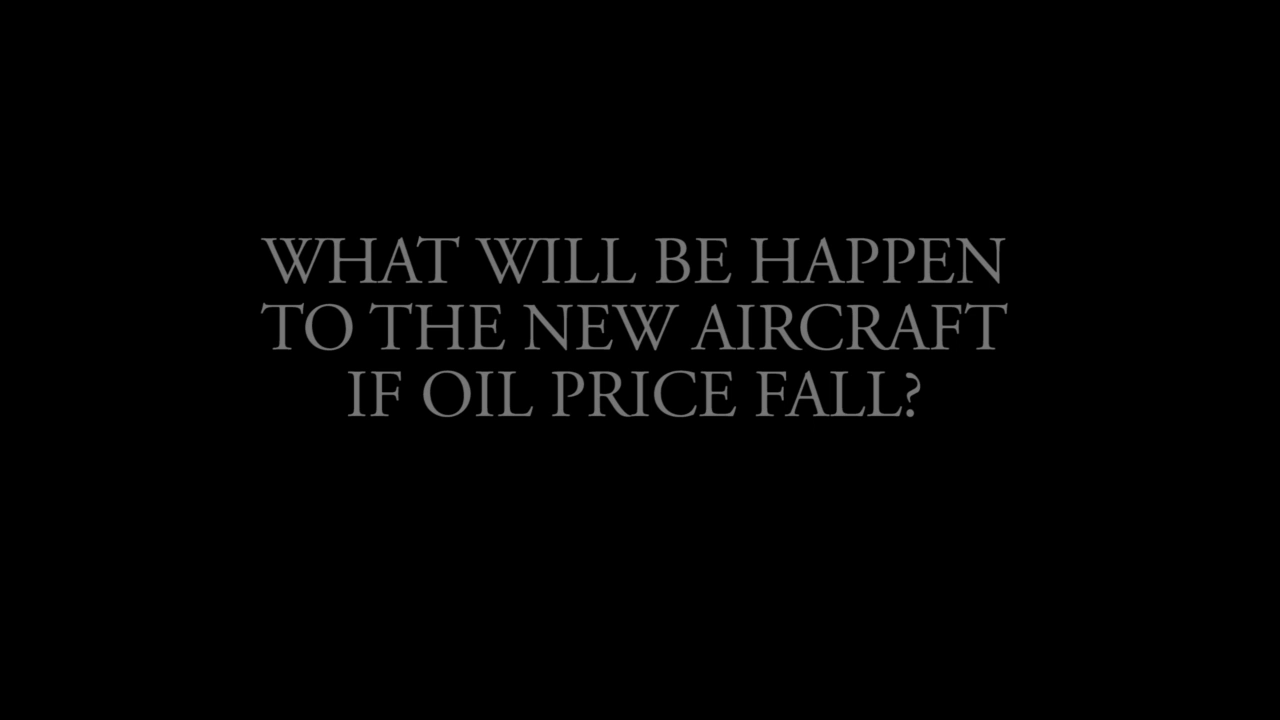 WHAT WILL BE HAPPEN
TO THE NEW AIRCRAFT
IF OIL PRICE FALL?